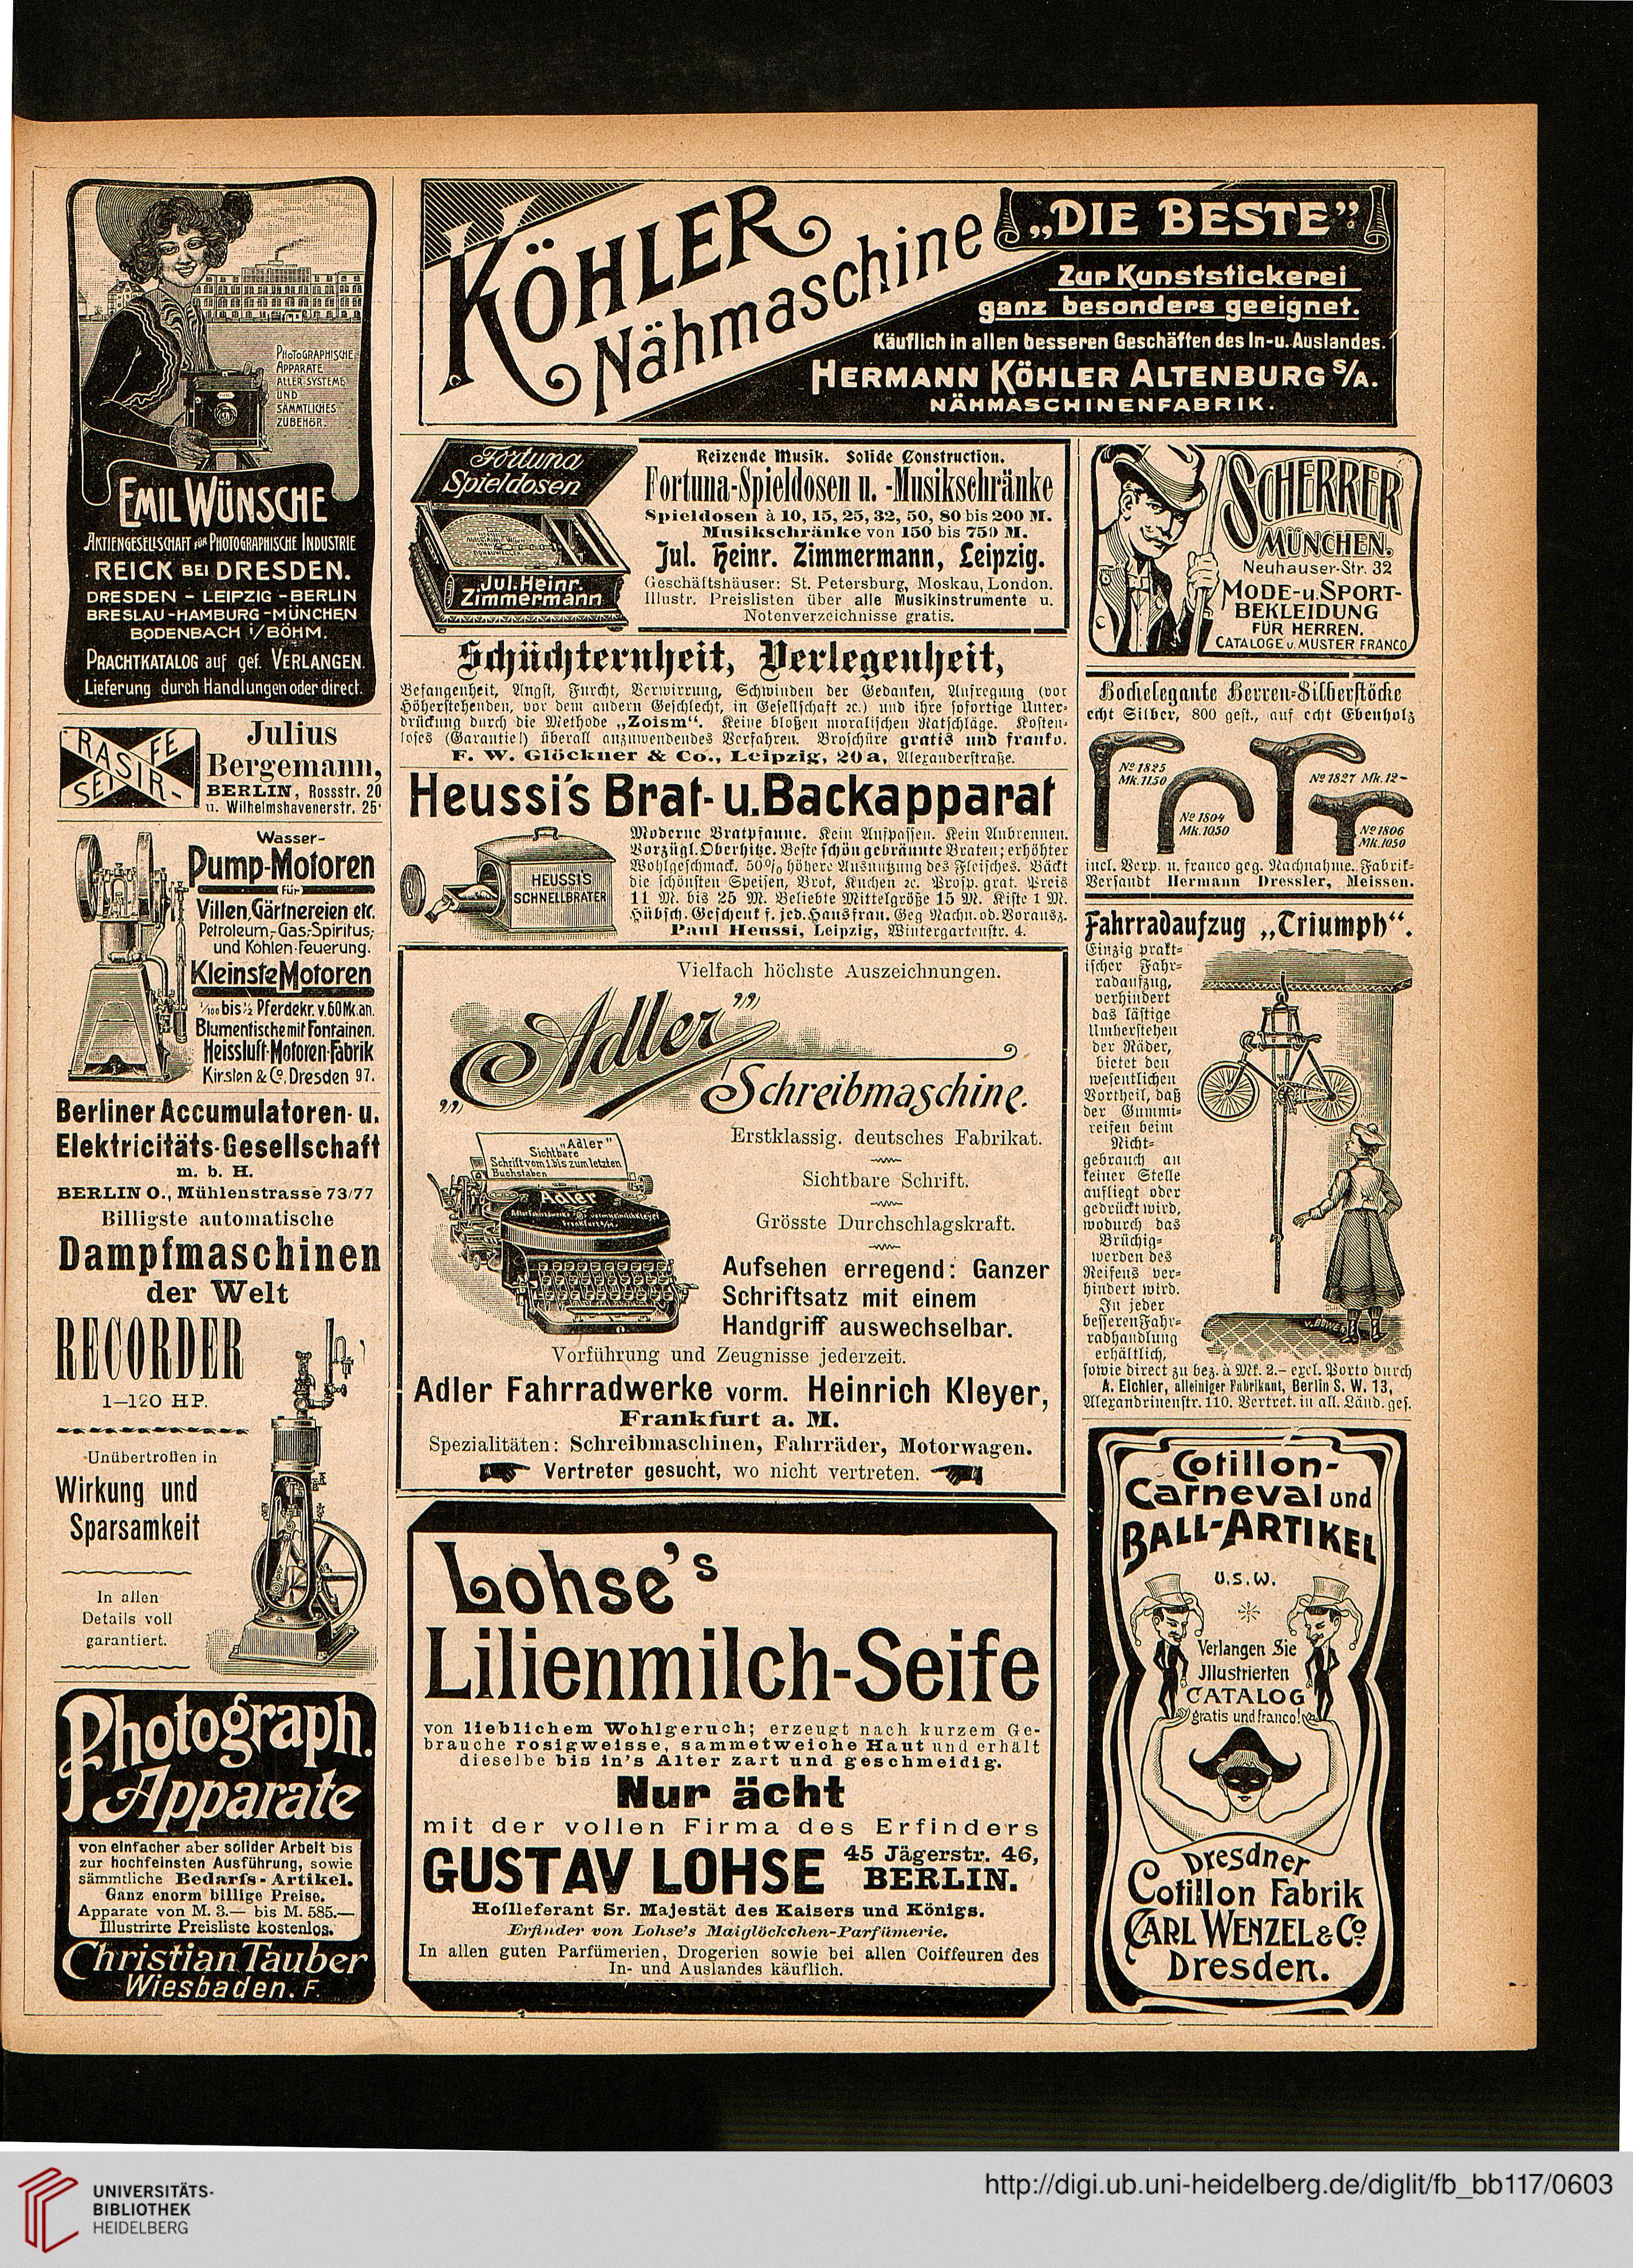 PHOTOGRAPHISCHE
APPARATE
ALLER SYSTEME
UND
SÄMMTLICHES
ZUBEHÖR.
EMIL WÜNSCHE
AKTIENGESELLSCHAFT FÜR PHOTOGRAPHISCHE INDUSTRIE
REICK BEI DRESDEN.
DRESDEN - LEIPZIG - BERLIN
BRESLAU - HAMBURG - MÜNCHEN
BODENBACH i/BÖHM.
PRACHTKATALOG auf gef. VERLANGEN.
Lieferung durch Handlungen oder direct.
RASIR-
SEIFE
Julius
Bergemann,
BERLIN, Rossstr. 20
u. Wilhelmshavenerstr. 25
Wasser-
Pump-Motoren
für
Villen, Gärtnereien etc.
Petroleum,- Gas,- Spiritus,-
und Kohlen-Feuerung.
Kleinste Motoren
1/100 bis 1/2 Pferdekr. v. 60 Mk. an.
Blumentische mit Fontainen.
Heissluft-Motoren-Fabrik
Kirsten & Co. Dresden 97.
Berliner Accumulatoren- u.
Elektricitäts-Gesellschaft
m. b. H.
BERLIN O., Mühlenstrasse 73/77
Billigste automatische
Dampfmaschinen
der Welt
RECORDER
1—120 HP.
Unübertroffen in
Wirkung und
Sparsamkeit
In allen
Details voll
garantiert.
Photograph.
Apparate
von einfacher aber solider Arbeit bis
zur hochfeinsten Ausführung, sowie
sämmtliche Bedarfs-Artikel.
Ganz enorm billige Preise.
Apparate von M. 3.— bis M. 585.—
Illustrirte Preisliste kostenlos.
Christian Tauber
Wiesbaden. F.
KÖHLER
Nähmaschine
„DIE BESTE"
Zur Kunststickerei
ganz besonders geeignet.
Käuflich in allen besseren Geschäften des In-u. Auslandes.
HERMANN KÖHLER ALTENBURG S/A.
NÄHMASCHINENFABRIK.
Fortuna
Spieldosen
Jul. Heinr.
Zimmermann
Reizende Musik. Solide Construction.
Fortuna-Spieldosen u. -Musikschränke
Spieldosen à 10, 15, 25, 32, 50, 80 bis 200 M.
Musikschränke von 150 bis 750 M.
Jul. Heinr. Zimmermann, Leipzig.
Geschäftshäuser: St. Petersburg, Moskau, London.
Illustr. Preislisten über alle Musikinstrumente u.
Notenverzeichnisse gratis.
Schüchternheit, Verlegenheit,
Befangenheit, Angst, Furcht, Verwirrung, Schwinden der Gedanken, Aufregung (vor
Höherstehenden, vor dem andern Geschlecht, in Gesellschaft ec.) und ihre sofortige Unter-
drückung durch die Methode „Zoism". Keine bloßen moralischen Ratschläge. Kosten-
loses (Garantie!) überall anzuwendendes Verfahren. Broschüre gratis und franko.
F. W. Glöckner & Co., Leipzig, 20a, Alexanderstraße.
Heussi's Brat- u. Backapparat
HEUSSIS
SCHNELLBRATER
Moderne Bratpfanne. Kein Aufpassen. Kein Anbrennen.
Vorzügl. Oberhitze. Beste schön gebräunte Braten; erhöhter
Wohlgeschmack. 50% höhere Ausnutzung des Fleisches. Bäckt
die schönsten Speisen, Brot, Kuchen ec. Prosp. grat. Preis
11 M. bis 25 M. Beliebte Mittelgröße 15 M. Kiste 1 M.
Hübsch. Geschenk f. jed. Hausfrau. Geg Nachn. od. Vorausz.
Paul Heussi, Leipzig, Wintergartenstr. 4.
Vielfach höchste Auszeichnungen.
„Adler"
Schreibmaschine.
„Adler"
Sichtbare
Schrift vom 1. bis zum letzten
Buchstaben
Adler
Erstklassig. deutsches Fabrikat.
Sichtbare Schrift.
Grösste Durchschlagskraft.
Aufsehen erregend: Ganzer
Schriftsatz mit einem
Handgriff auswechselbar.
Vorführung und Zeugnisse jederzeit.
Adler Fahrradwerke vorm. Heinrich Kleyer,
Frankfurt a. M.
Spezialitäten: Schreibmaschinen, Fahrräder, Motorwagen.
Vertreter gesucht, wo nicht vertreten.
Lohse's
Lilienmilch-Seife
von lieblichem Wohlgeruch; erzeugt nach kurzem Ge-
brauche rosigweisse, sammetweiche Haut und erhält
dieselbe bis in's Alter zart und geschmeidig.
Nur ächt
mit der vollen Firma des Erfinders
GUSTAV LOHSE 45 Jägerstr. 46,
BERLIN.
Hoflieferant Sr. Majestät des Kaisers und Königs.
Erfinder von Lohse's Maiglöckchen-Parfümerie.
In allen guten Parfümerien, Drogerien sowie bei allen Coiffeuren des
In- und Auslandes käuflich.
SCHERRER
MÜNCHEN.
Neuhauser-Str. 32
MODE-u. SPORT-
BEKLEIDUNG
FÜR HERREN.
CATALOGE u. MUSTER FRANCO
Hochelegante Herren-Silberstöcke
echt Silber, 800 gest., auf echt Ebenholz
No 1825
Mk. 11.50
No 1804
Mk. 10.50
No 1827 Mk. 12-
No 1806
Mk. 10.50
incl. Verp. u. franco geg. Nachnahme. Fabrik-
Versandt Hermann Dressler, Meissen.
Fahrradaufzug „Triumph".
Einzig prakt-
ischer Fahr-
radaufzug,
verhindert
das lästige
Umherstehen
der Räder,
bietet den
wesentlichen
Vortheil, daß
der Gummi-
reifen beim
Nicht-
gebrauch an
keiner Stelle
aufliegt oder
gedrückt wird,
wodurch das
Brüchig-
werden des
Reifens ver-
hindert wird.
In jeder
besseren Fahr-
radhandlung
erhältlich,
sowie direct zu bez. à Mk. 2.– excl. Porto durch
A. Eichler, alleiniger Fabrikant, Berlin S. W. 13,
Alexandrinenstr. 110. Vertret. in all. Länd. ges.
Cotillon-
Carneval und
BALL-ARTIKEL
U.S.W.
Verlangen Sie
Jllustrierten
CATALOG
gratis und franco!
Dresdner
Cotillon Fabrik
CARL WENZEL & Co
Dresden.
UNIVERSITÄTS-
BIBLIOTHEK
HEIDELBERG
http://digi.ub.uni-heidelberg.de/diglit/fb_bb117/0603